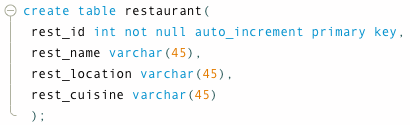 create table restaurant(
rest_id int not null auto_increment primary key,
rest_name varchar(45),
rest_location varchar(45),
rest_cuisine varchar(45)
);